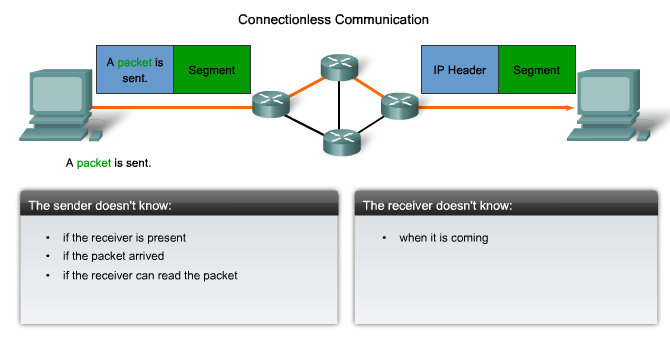 Connectionless Communication
A packet is
sent.
Segment
IP Header
Segment
A packet is sent.
The sender doesn't know:
• if the receiver is present
• if the packet arrived
• if the receiver can read the packet
The receiver doesn't know:
• when it is coming